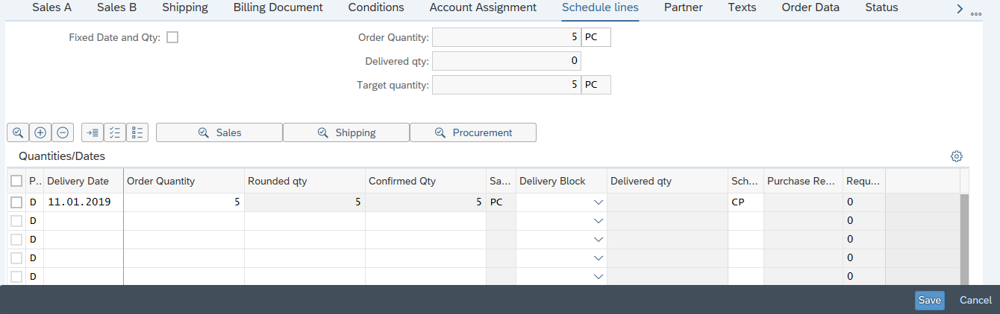 Sales A Sales B Shipping Billing Document Conditions Account Assignment Schedule lines Partner Texts Order Data Status
Fixed Date and Qty:
Order Quantity: 5 PC
Delivered qty: 0
Target quantity: 5 PC
Sales Shipping Procurement
Quantities/Dates
P.. Delivery Date Order Quantity Rounded qty Confirmed Qty Sa... Delivery Block Delivered qty Sch... Purchase Re... Requ...
D 11.01.2019 5 5 5 PC CP 0
D 0
D 0
D 0
D 0
Save Cancel